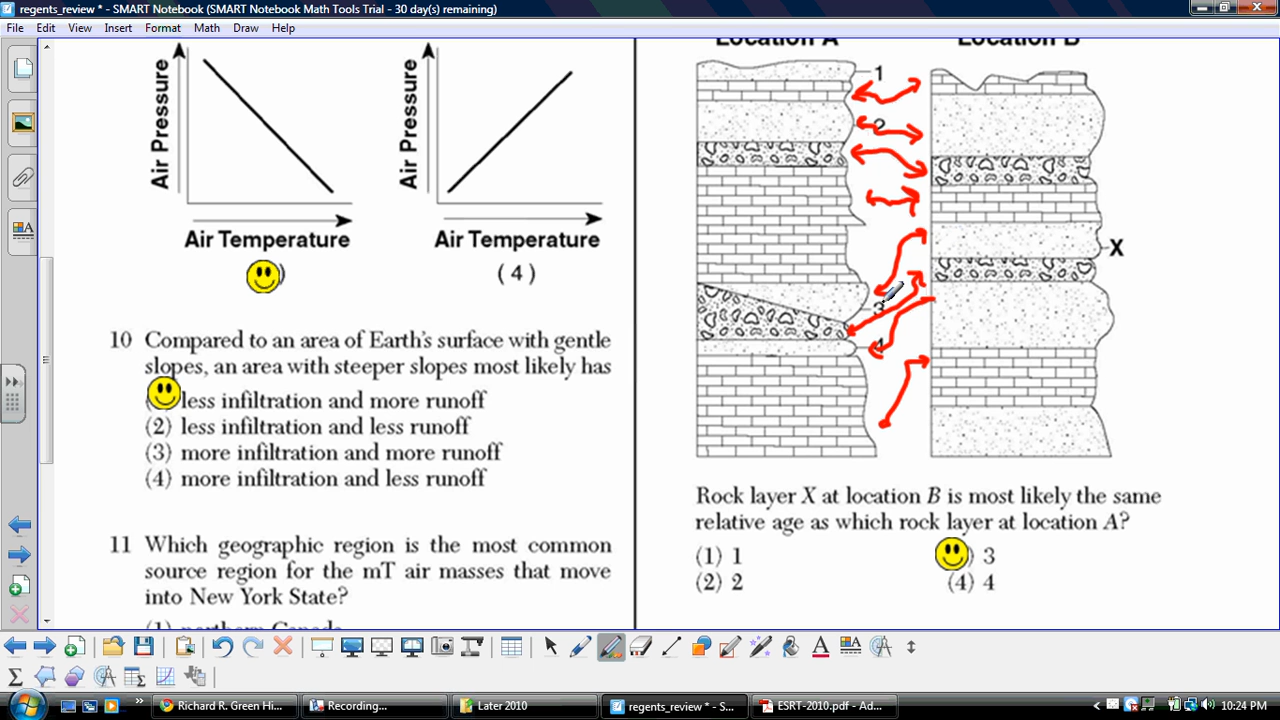 regents_review * - SMART Notebook (SMART Notebook Math Tools Trial - 30 day(s) remaining)
File Edit View Insert Format Math Draw Help
Air Pressure
Air Temperature
)
Air Pressure
Air Temperature
(4)
10 Compared to an area of Earth's surface with gentle
slopes, an area with steeper slopes most likely has
less infiltration and more runoff
(2) less infiltration and less runoff
(3) more infiltration and more runoff
(4) more infiltration and less runoff
11 Which geographic region is the most common
source region for the mT air masses that move
into New York State?
(1) northern Canada
Location A
Location B
1
2
3
4
X
Rock layer X at location B is most likely the same
relative age as which rock layer at location A?
(1) 1
(2) 2
) 3
(4) 4
Richard R. Green Hi...
Recording...
Later 2010
regents_review * - S...
ESRT-2010.pdf - Ad...
10:24 PM